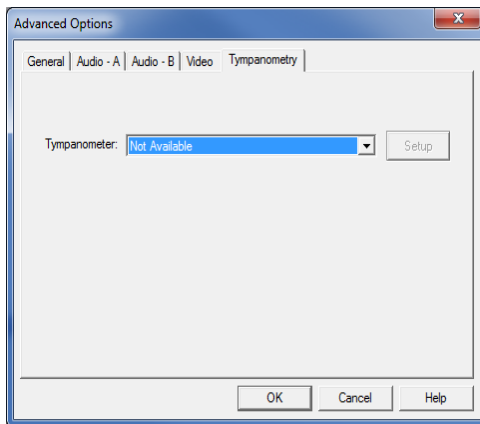 Advanced Options
General Audio - A Audio - B Video Tympanometry
Tympanometer: Not Available Setup
OK Cancel Help